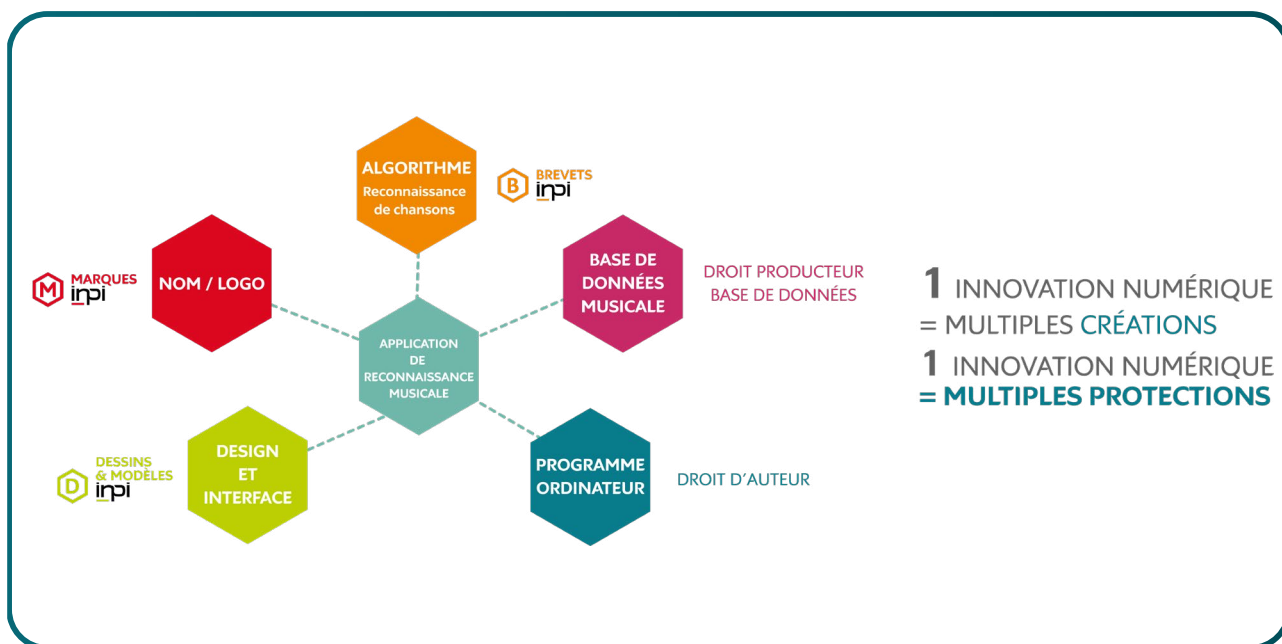 ALGORITHME
Reconnaissance
de chansons
B
BREVETS
inpi
M
MARQUES
inpi
NOM / LOGO
BASE DE
DONNÉES
MUSICALE
DROIT PRODUCTEUR
BASE DE DONNÉES
APPLICATION
DE
RECONNAISSANCE
MUSICALE
D
DESSINS
& MODÈLES
inpi
DESIGN
ET
INTERFACE
PROGRAMME
ORDINATEUR
DROIT D’AUTEUR
1 INNOVATION NUMÉRIQUE
= MULTIPLES CRÉATIONS
1 INNOVATION NUMÉRIQUE
= MULTIPLES PROTECTIONS